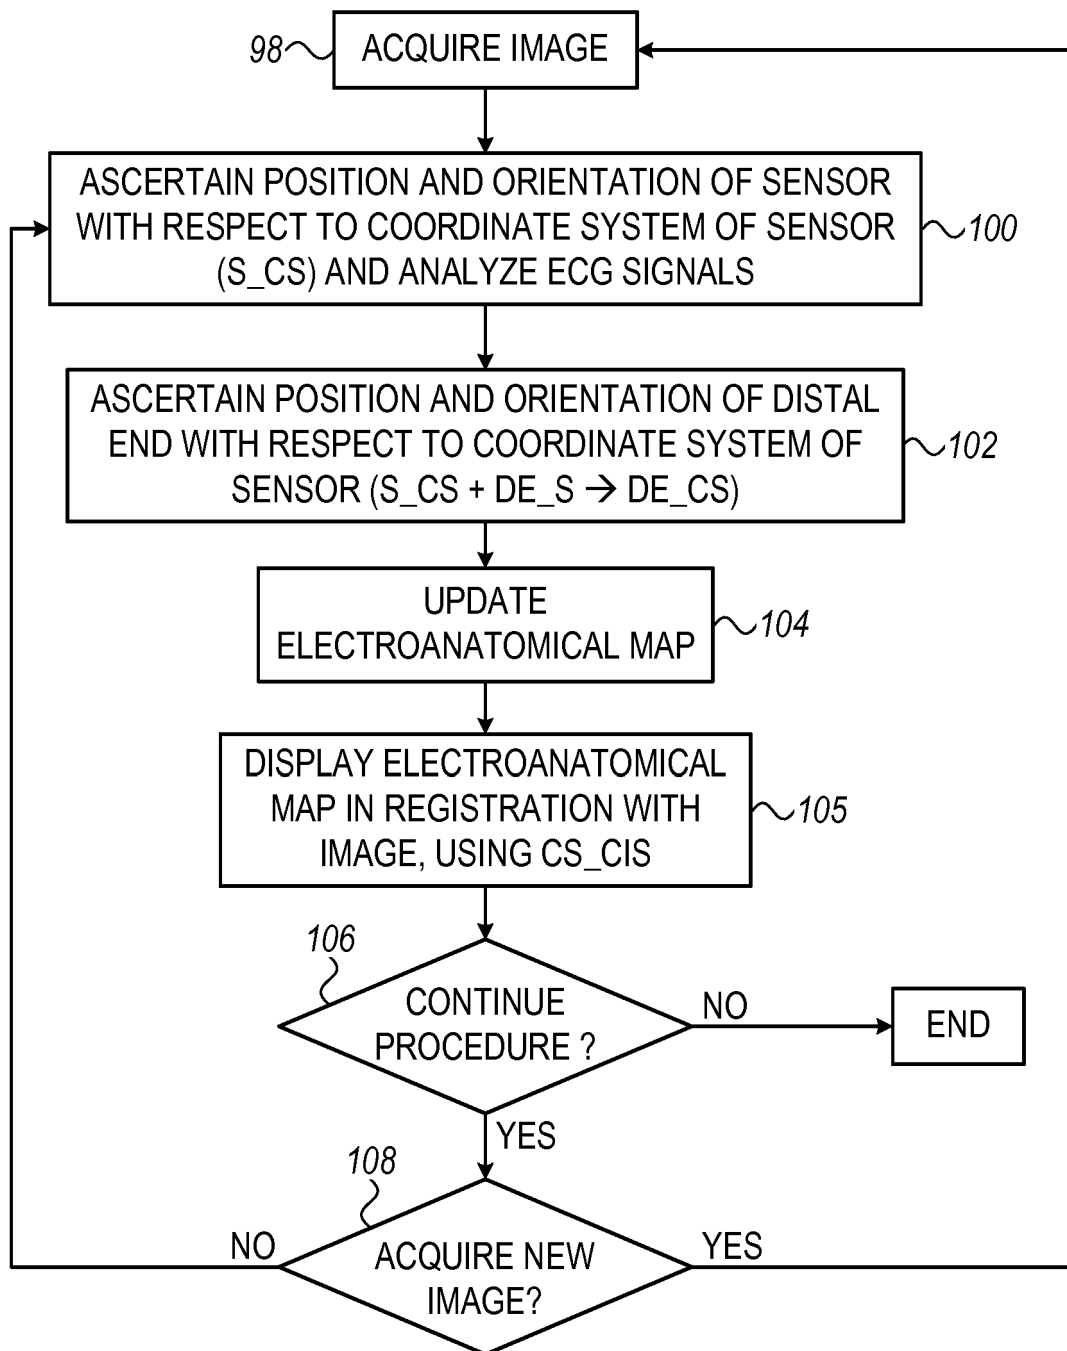 98
ACQUIRE IMAGE
ASCERTAIN POSITION AND ORIENTATION OF SENSOR
WITH RESPECT TO COORDINATE SYSTEM OF SENSOR
(S_CS) AND ANALYZE ECG SIGNALS
100
ASCERTAIN POSITION AND ORIENTATION OF DISTAL
END WITH RESPECT TO COORDINATE SYSTEM OF
SENSOR (S_CS + DE_S → DE_CS)
102
UPDATE
ELECTROANATOMICAL MAP
104
DISPLAY ELECTROANATOMICAL
MAP IN REGISTRATION WITH
IMAGE, USING CS_CIS
105
106
CONTINUE
PROCEDURE ?
NO
END
YES
108
NO
ACQUIRE NEW
IMAGE?
YES